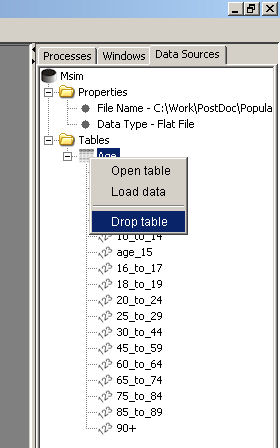 Processes Windows Data Sources
Msim
Properties
File Name - C:\Work\PostDoc\Popula
Data Type - Flat File
Tables
Age
Open table
Load data
Drop table
10_to_14
age_15
16_to_17
18_to_19
20_to_24
25_to_29
30_to_44
45_to_59
60_to_64
65_to_74
75_to_84
85_to_89
90+